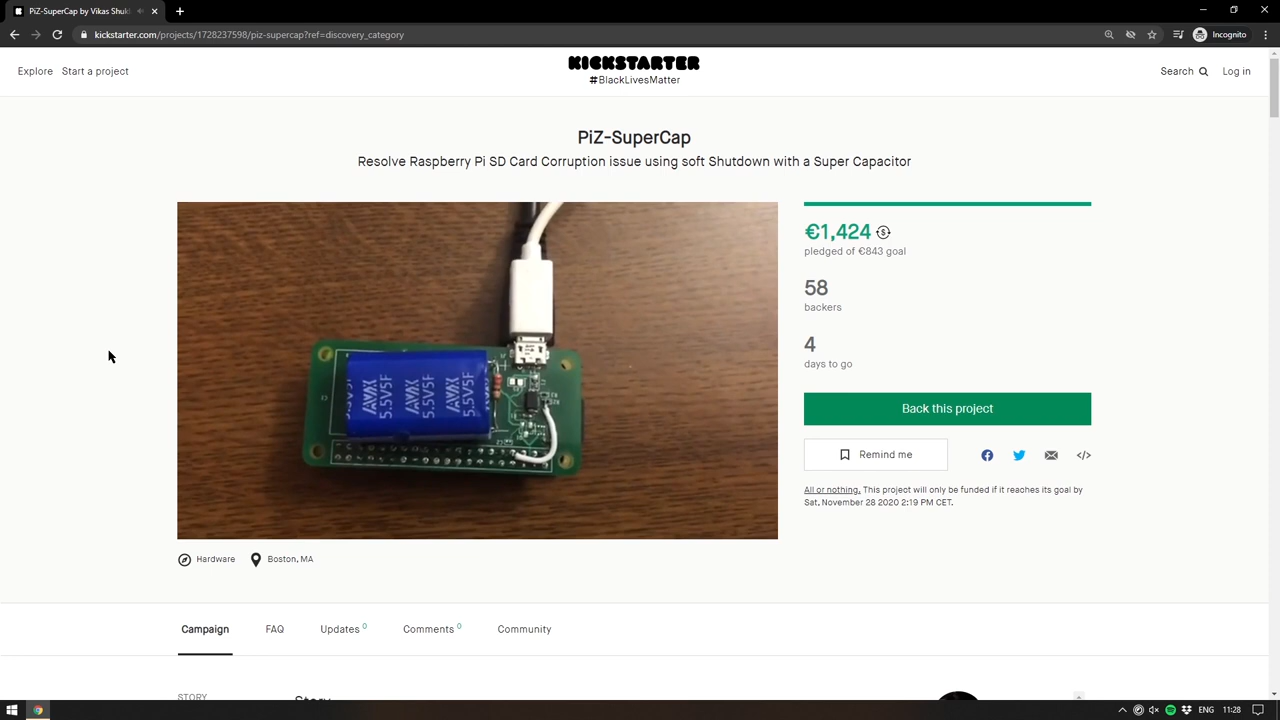 PiZ-SuperCap by Vikas Shukla
kickstarter.com/projects/1728237598/piz-supercap?ref=discovery_category
Incognito
Explore
Start a project
KICKSTARTER
#BlackLivesMatter
Search
Log in
PiZ-SuperCap
Resolve Raspberry Pi SD Card Corruption issue using soft Shutdown with a Super Capacitor
AVX
5.5V5F
AVX
5.5V5F
AVX
5.5V5F
€1,424
pledged of €843 goal
58
backers
4
days to go
Back this project
Remind me
All or nothing. This project will only be funded if it reaches its goal by
Sat, November 28 2020 2:19 PM CET.
Hardware
Boston, MA
Campaign
FAQ
Updates 0
Comments 0
Community
STORY
Story
ENG
11:28